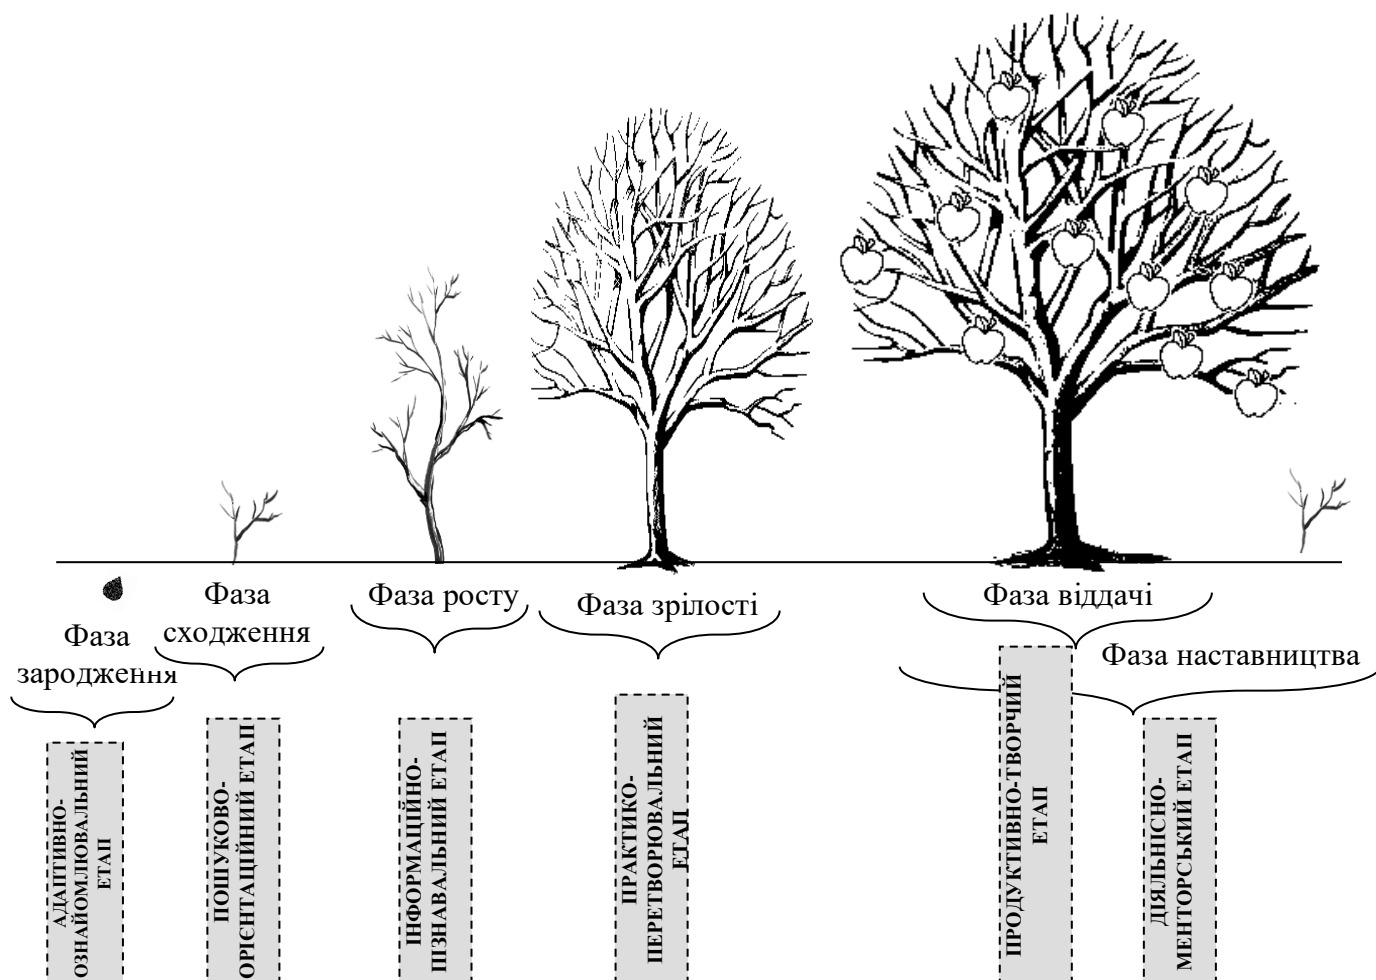 Фаза
зародження
Фаза
сходження
Фаза росту
Фаза зрілості
Фаза віддачі
Фаза наставництва
АДАПТИВНО-
ОЗНАЙОМЛЮВАЛЬНИЙ
ЕТАП
ПОШУКОВО-
ОРІЄНТАЦІЙНИЙ ЕТАП
ІНФОРМАЦІЙНО-
ПІЗНАВАЛЬНИЙ ЕТАП
ПРАКТИКО-
ПЕРЕТВОРЮВАЛЬНИЙ
ЕТАП
ПРОДУКТИВНО-ТВОРЧИЙ
ЕТАП
ДІЯЛЬНІСНО-
МЕНТОРСЬКИЙ ЕТАП